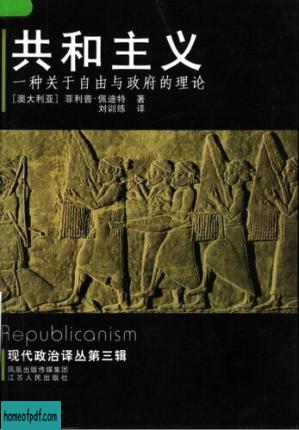 共和主义
一种关于自由与政府的理论
[澳大利亚] 菲利普·佩迪特 著
刘训练 译
Republicanism
现代政治译丛第三辑
凤凰出版传媒集团
江苏人民出版社
homeofpdf.com